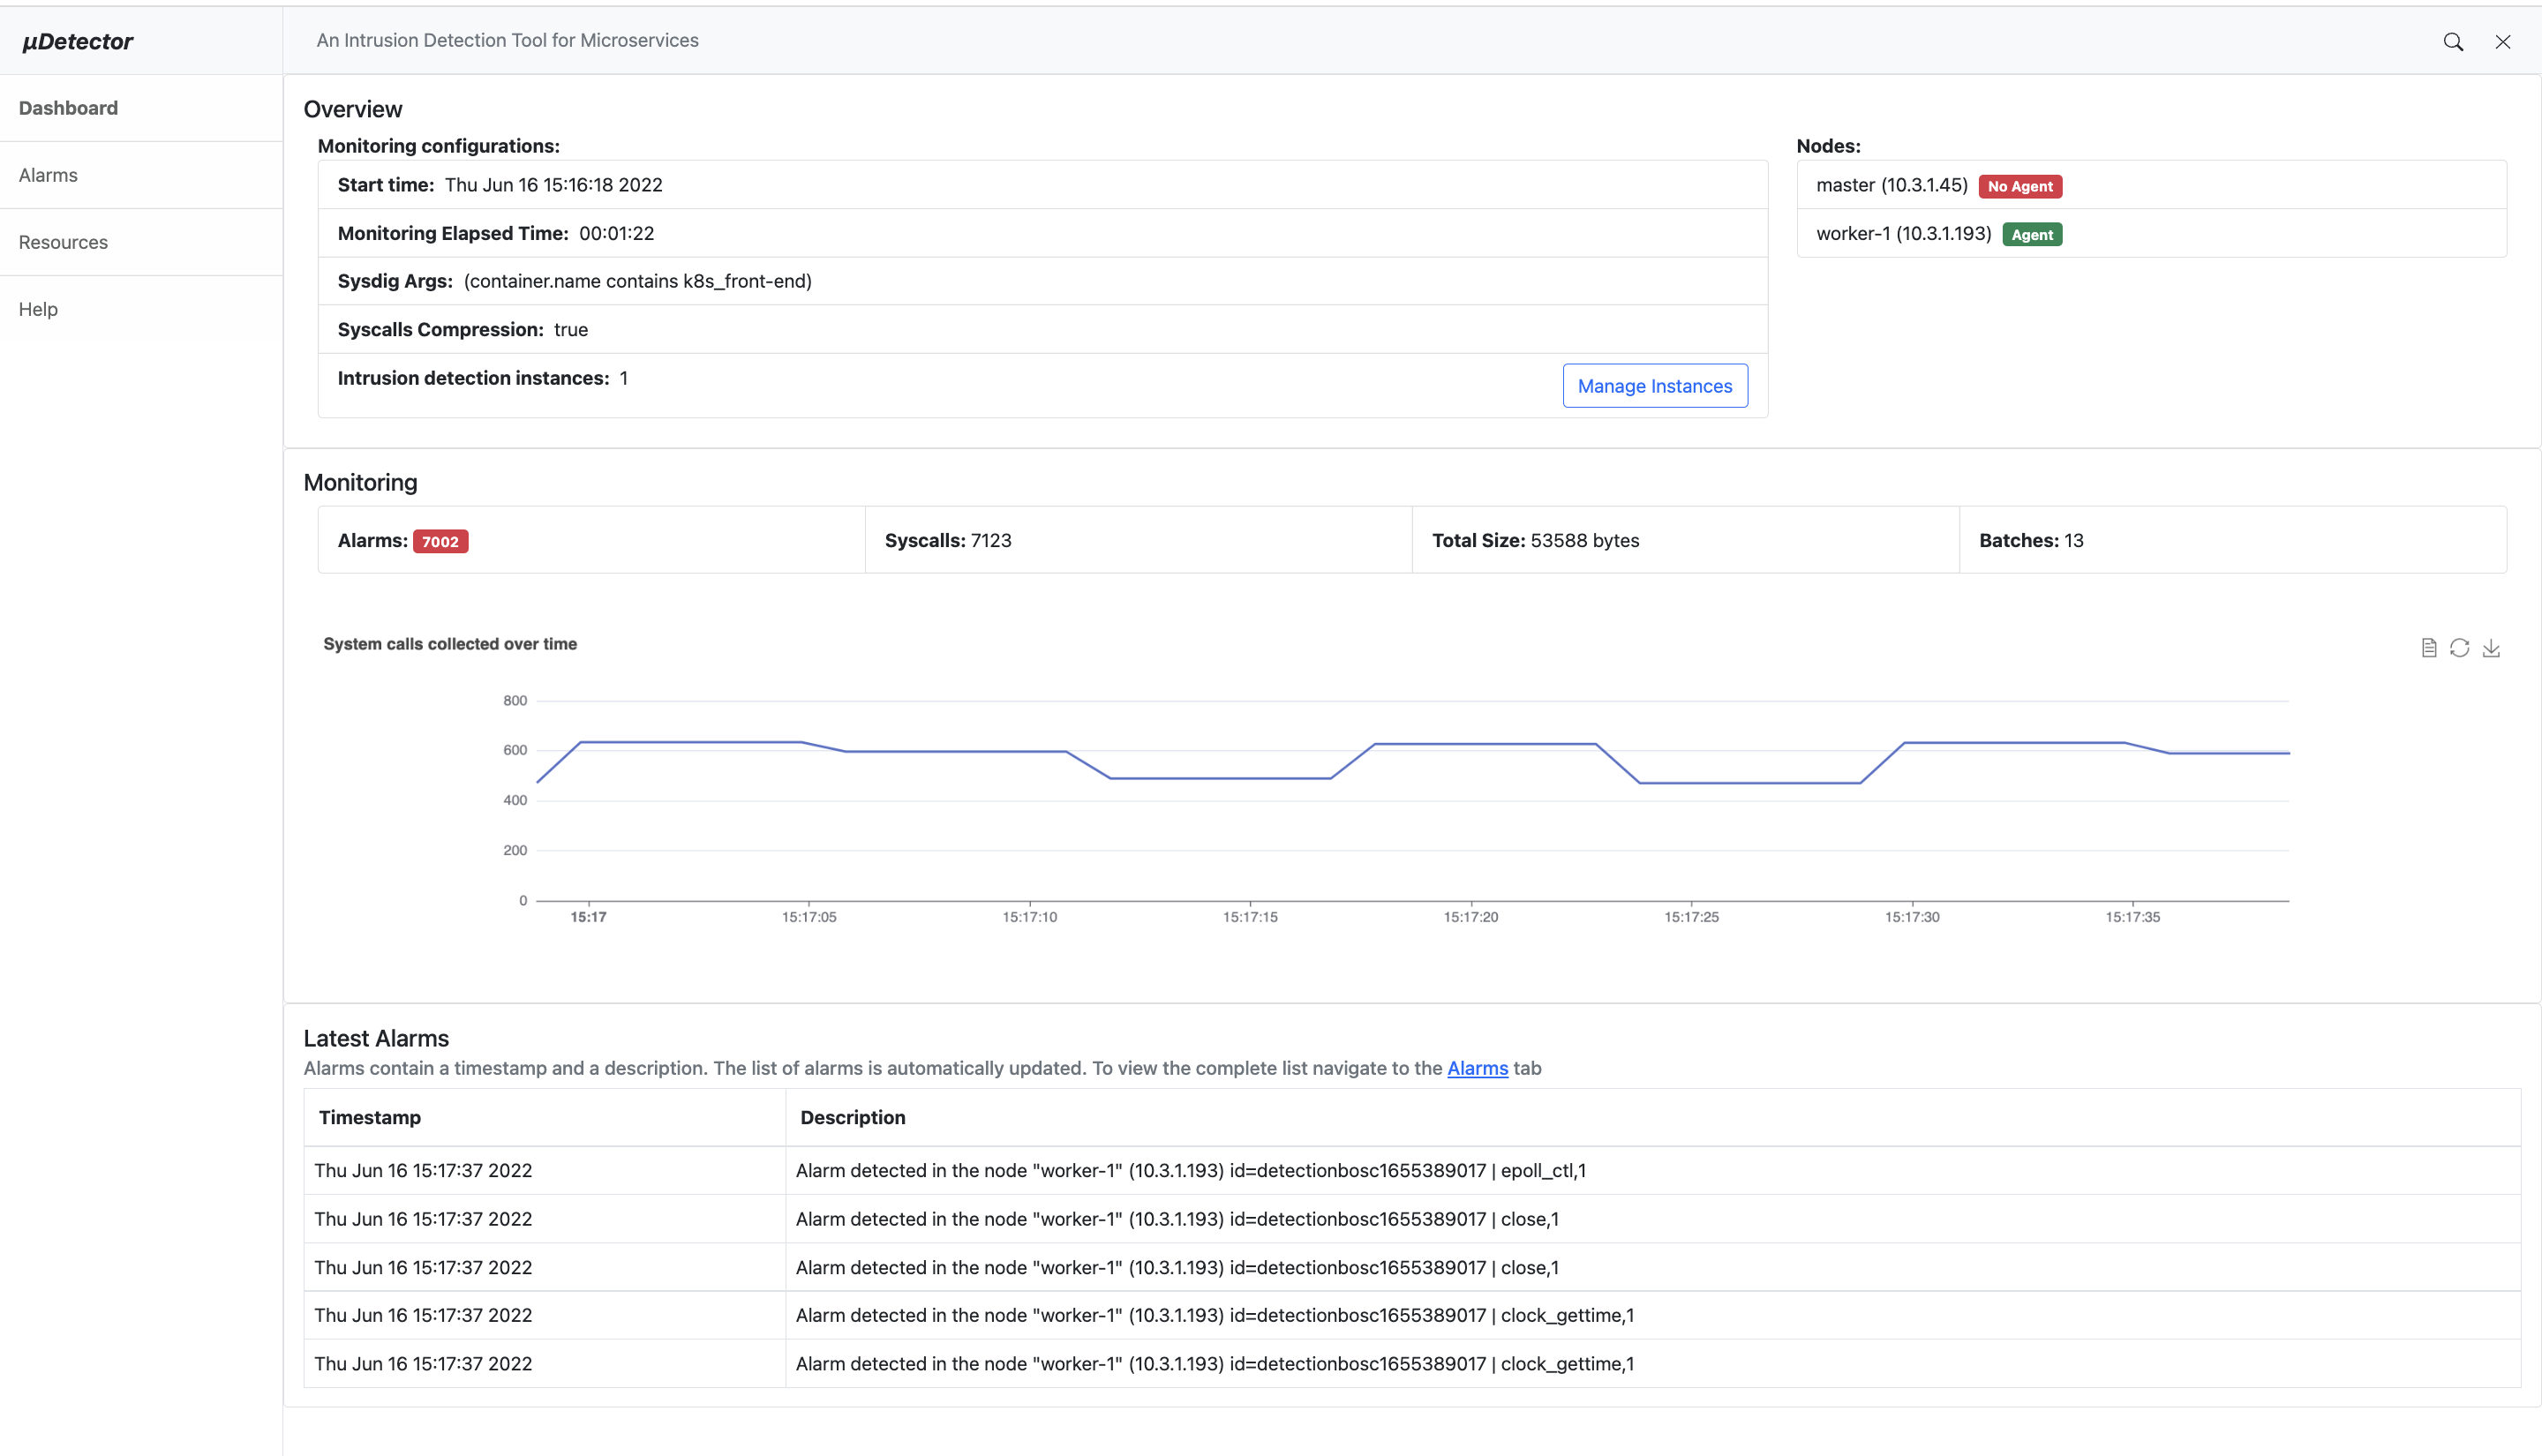 µDetector
An Intrusion Detection Tool for Microservices
Dashboard
Alarms
Resources
Help
Overview
Monitoring configurations:
Start time: Thu Jun 16 15:16:18 2022
Monitoring Elapsed Time: 00:01:22
Sysdig Args: (container.name contains k8s_front-end)
Syscalls Compression: true
Intrusion detection instances: 1
Manage Instances
Nodes:
master (10.3.1.45) No Agent
worker-1 (10.3.1.193) Agent
Monitoring
Alarms: 7002
Syscalls: 7123
Total Size: 53588 bytes
Batches: 13
System calls collected over time
800
600
400
200
0
15:17 15:17:05 15:17:10 15:17:15 15:17:20 15:17:25 15:17:30 15:17:35
Latest Alarms
Alarms contain a timestamp and a description. The list of alarms is automatically updated. To view the complete list navigate to the Alarms tab
Timestamp Description
Thu Jun 16 15:17:37 2022 Alarm detected in the node "worker-1" (10.3.1.193) id=detectionbosc1655389017 | epoll_ctl,1
Thu Jun 16 15:17:37 2022 Alarm detected in the node "worker-1" (10.3.1.193) id=detectionbosc1655389017 | close,1
Thu Jun 16 15:17:37 2022 Alarm detected in the node "worker-1" (10.3.1.193) id=detectionbosc1655389017 | close,1
Thu Jun 16 15:17:37 2022 Alarm detected in the node "worker-1" (10.3.1.193) id=detectionbosc1655389017 | clock_gettime,1
Thu Jun 16 15:17:37 2022 Alarm detected in the node "worker-1" (10.3.1.193) id=detectionbosc1655389017 | clock_gettime,1